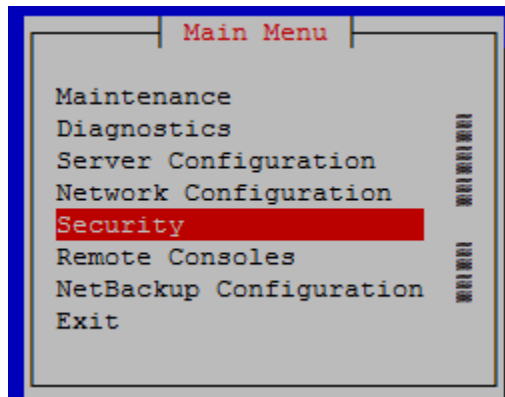 Main Menu
Maintenance
Diagnostics
Server Configuration
Network Configuration
Security
Remote Consoles
NetBackup Configuration
Exit